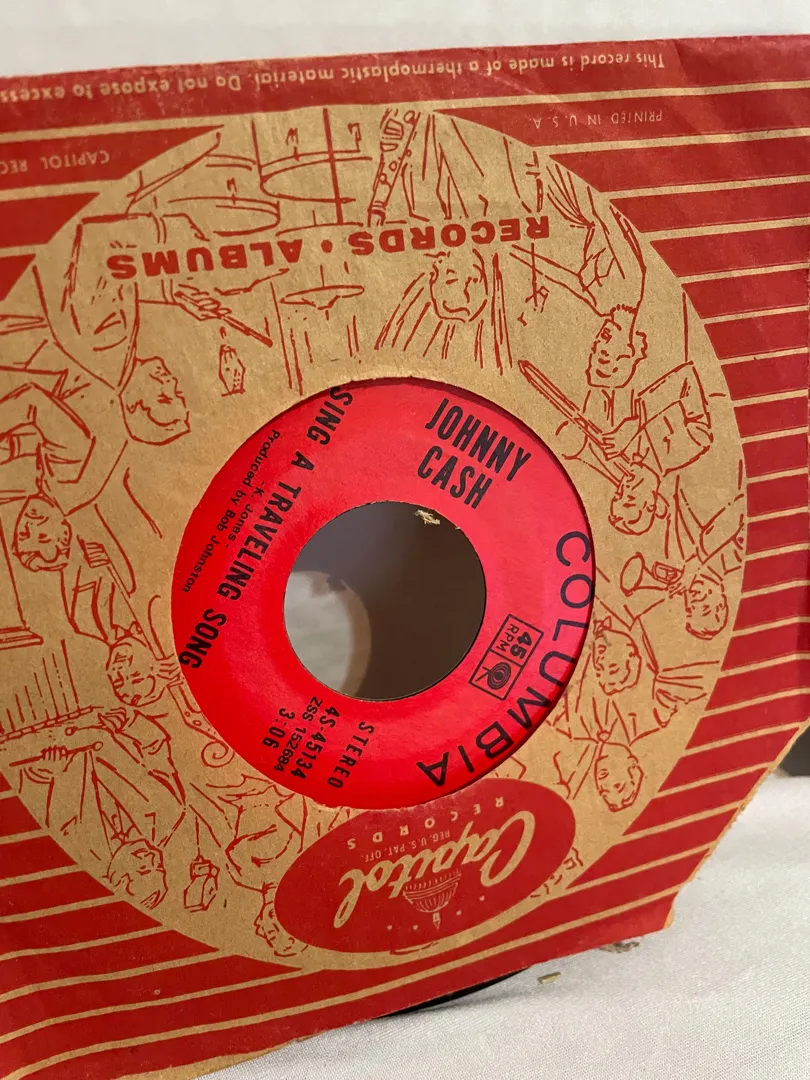 This record is made of a thermoplastic material. Do not expose to excess
PRINTED IN U. S. A.
CAPITOL REC
RECORDS • ALBUMS
COLUMBIA
JOHNNY
CASH
45
RPM
SING A TRAVELING SONG
-K. Jones-
Produced by Bob Johnston
STEREO
4S-45134
ZSS 152684
3:06
Capitol
REG. U.S. PAT. OFF.
RECORDS